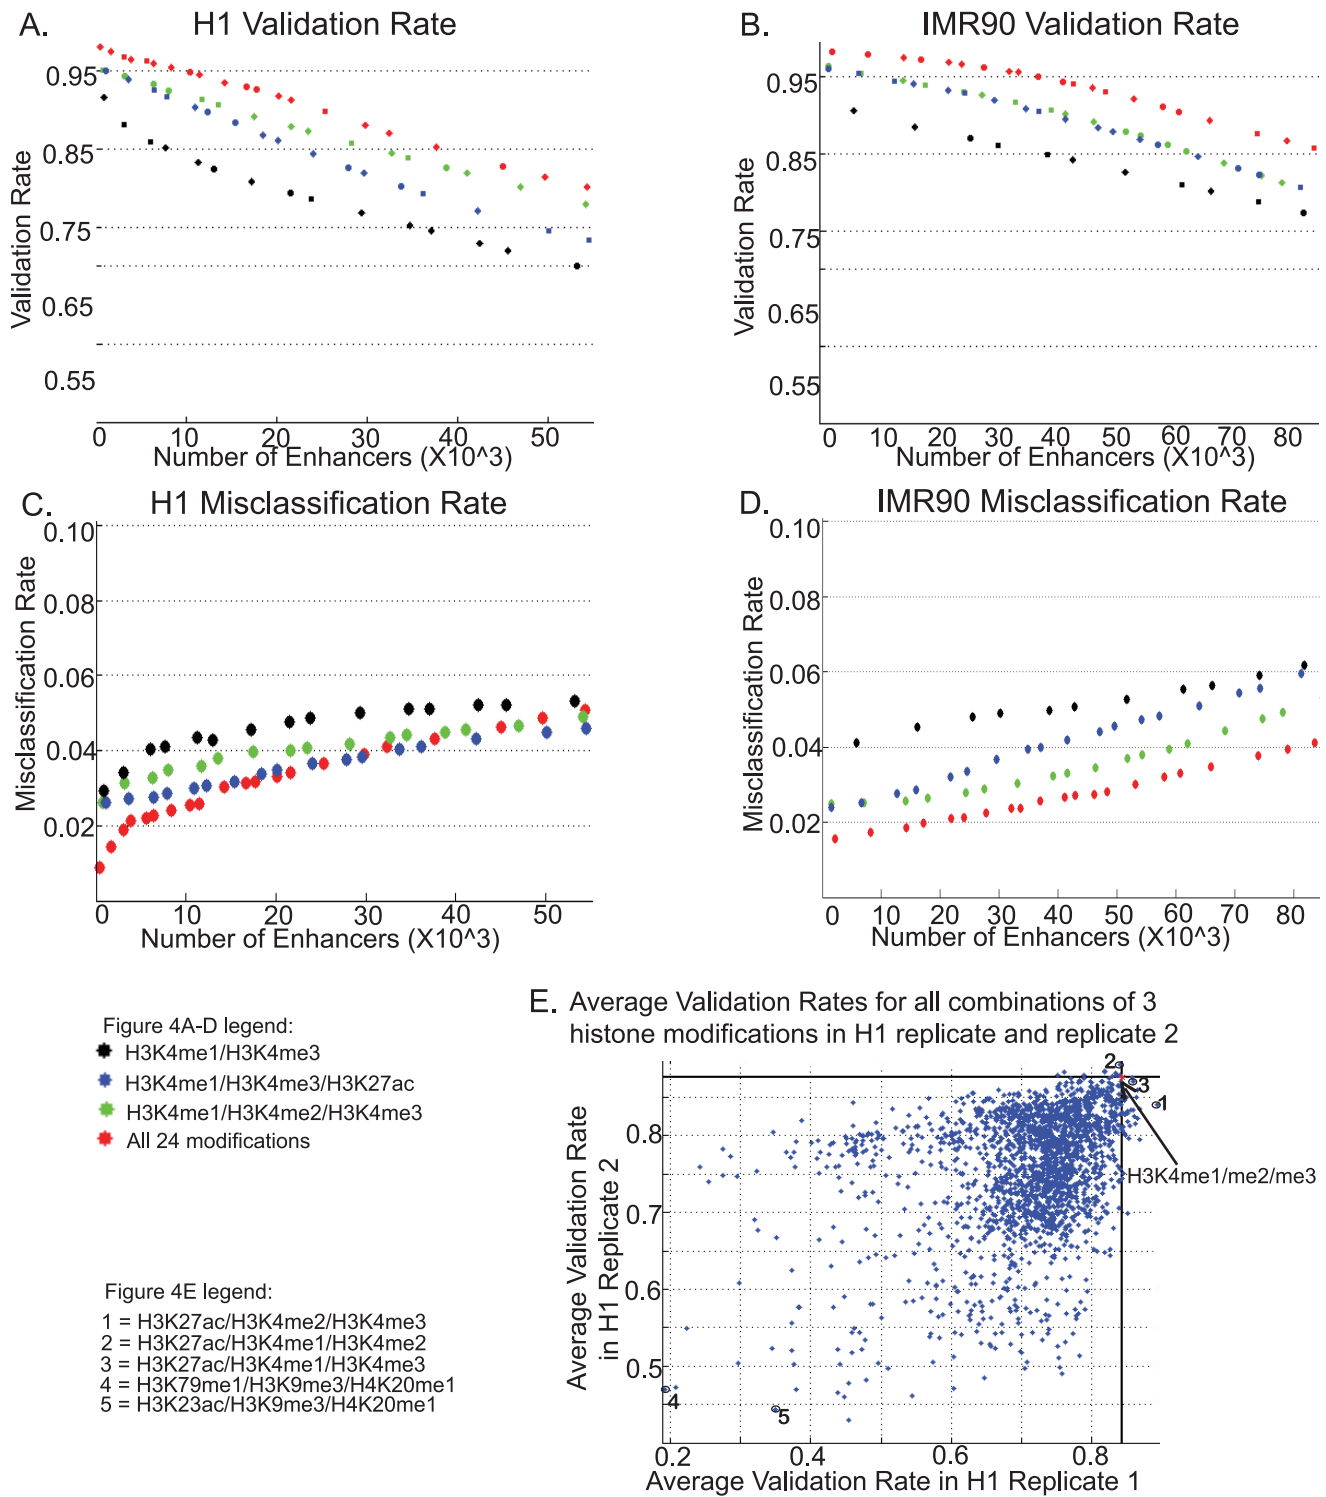 A.
H1 Validation Rate
0.95
0.85
0.75
0.65
0.55
Validation Rate
0 10 20 30 40 50
Number of Enhancers (X10^3)
B.
IMR90 Validation Rate
0.95
0.85
0.75
0.65
0.55
Validation Rate
0 10 20 30 40 50 60 70 80
Number of Enhancers (X10^3)
C.
H1 Misclassification Rate
0.10
0.08
0.06
0.04
0.02
Misclassification Rate
0 10 20 30 40 50
Number of Enhancers (X10^3)
D.
IMR90 Misclassification Rate
0.10
0.08
0.06
0.04
0.02
Misclassification Rate
0 10 20 30 40 50 60 70 80
Number of Enhancers (X10^3)
Figure 4A-D legend:
H3K4me1/H3K4me3
H3K4me1/H3K4me3/H3K27ac
H3K4me1/H3K4me2/H3K4me3
All 24 modifications
Figure 4E legend:
1 = H3K27ac/H3K4me2/H3K4me3
2 = H3K27ac/H3K4me1/H3K4me2
3 = H3K27ac/H3K4me1/H3K4me3
4 = H3K79me1/H3K9me3/H4K20me1
5 = H3K23ac/H3K9me3/H4K20me1
E. Average Validation Rates for all combinations of 3
histone modifications in H1 replicate and replicate 2
2
3
1
H3K4me1/me2/me3
4
5
0.8
0.7
0.6
0.5
Average Validation Rate
in H1 Replicate 2
0.2 0.4 0.6 0.8
Average Validation Rate in H1 Replicate 1